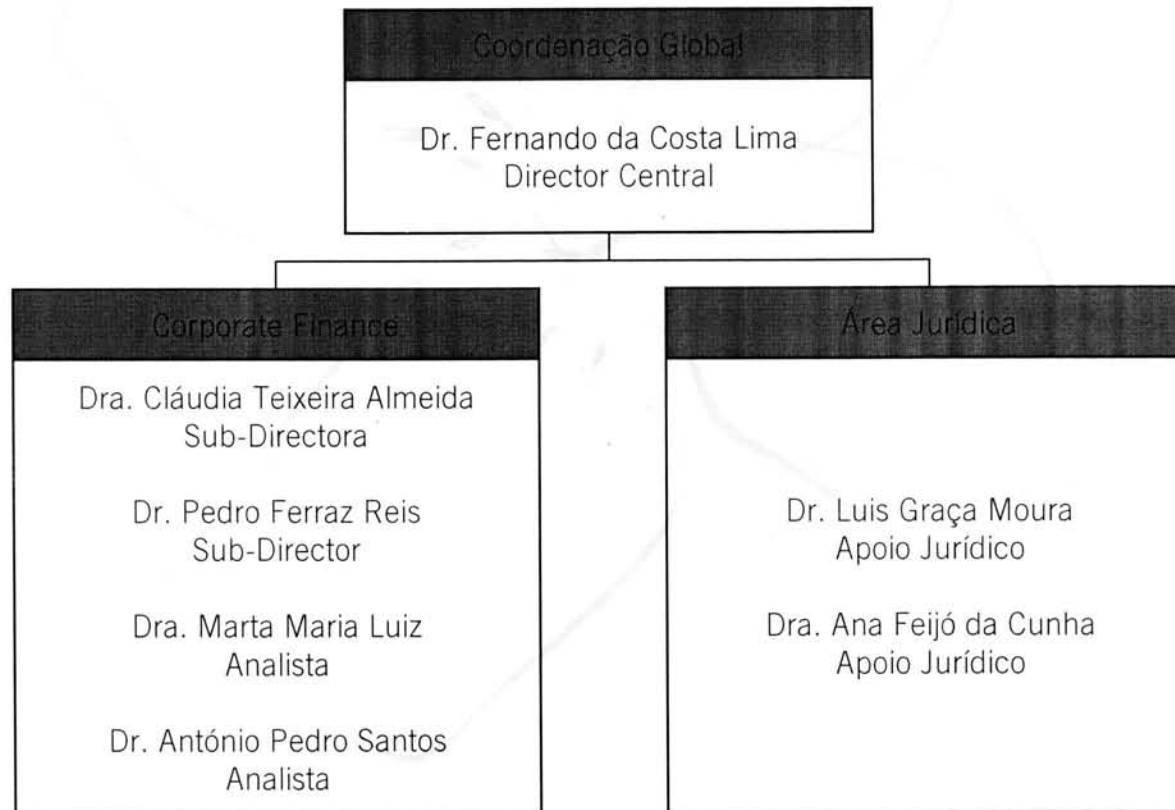 Coordenação Global
Dr. Fernando da Costa Lima
Director Central
Corporate Finance
Dra. Cláudia Teixeira Almeida
Sub-Directora
Dr. Pedro Ferraz Reis
Sub-Director
Dra. Marta Maria Luiz
Analista
Dr. António Pedro Santos
Analista
Área Jurídica
Dr. Luis Graça Moura
Apoio Jurídico
Dra. Ana Feijó da Cunha
Apoio Jurídico